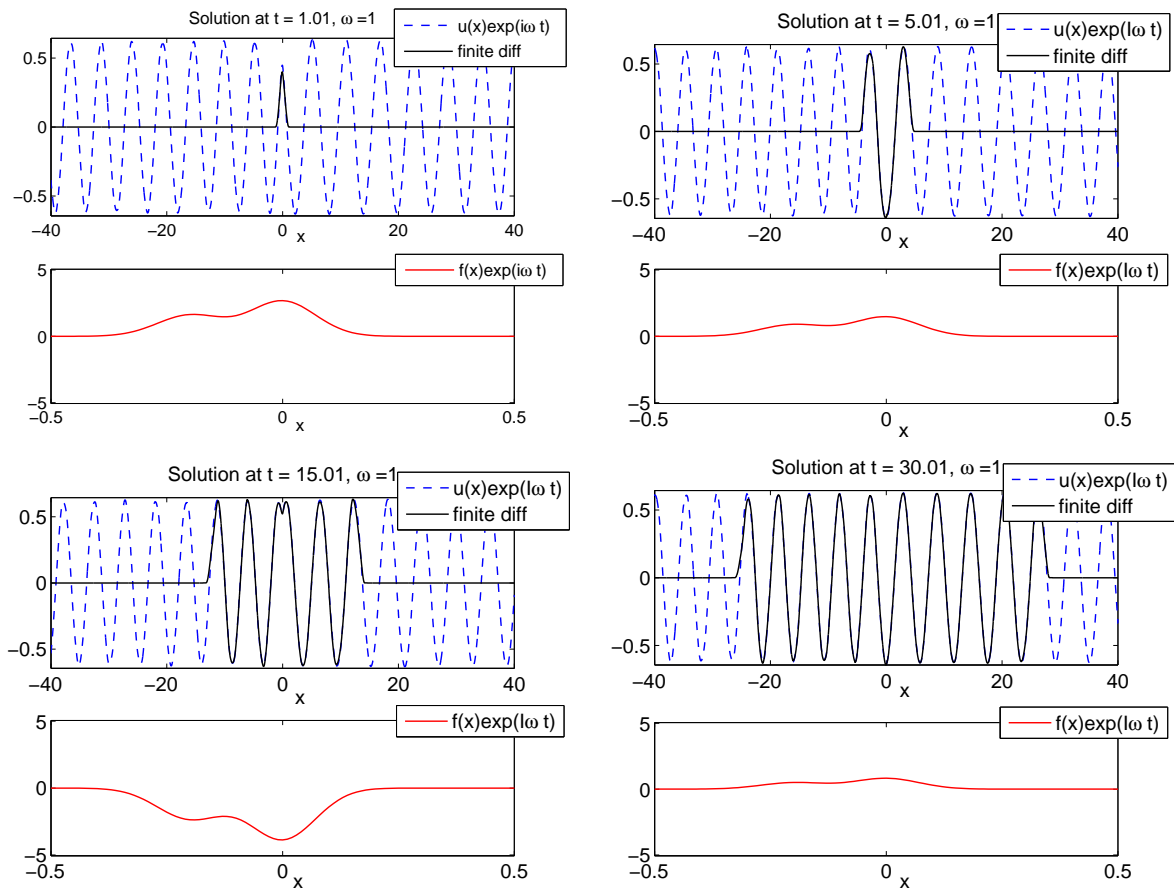 Solution at t = 1.01, ω =1
u(x)exp(iω t)
finite diff
0.5
0
−0.5
−40
−20
0
20
40
x
f(x)exp(iω t)
5
0
−5
−0.5
0
0.5
x
Solution at t = 5.01, ω =1
u(x)exp(Iω t)
finite diff
0.5
0
−0.5
−40
−20
0
20
40
x
f(x)exp(Iω t)
5
0
−5
−0.5
0
0.5
x
Solution at t = 15.01, ω =1
u(x)exp(Iω t)
finite diff
0.5
0
−0.5
−40
−20
0
20
40
x
f(x)exp(Iω t)
5
0
−5
−0.5
0
0.5
x
Solution at t = 30.01, ω =1
u(x)exp(Iω t)
finite diff
0.5
0
−0.5
−40
−20
0
20
40
x
f(x)exp(Iω t)
5
0
−5
−0.5
0
0.5
x